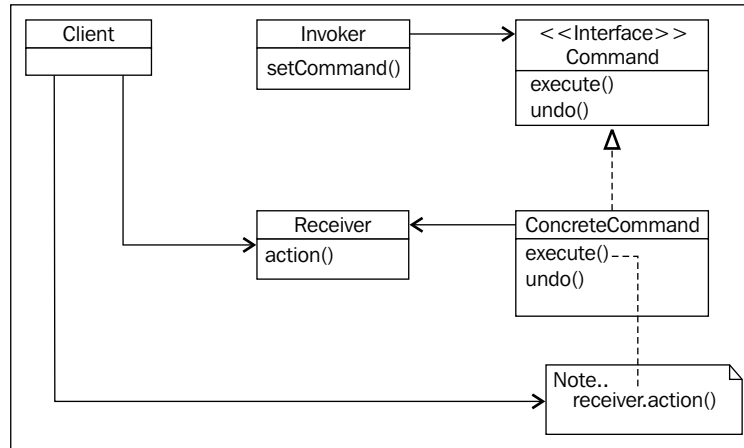 Client
Invoker
setCommand()
<<Interface>>
Command
execute()
undo()
Receiver
action()
ConcreteCommand
execute()
undo()
Note..
receiver.action()